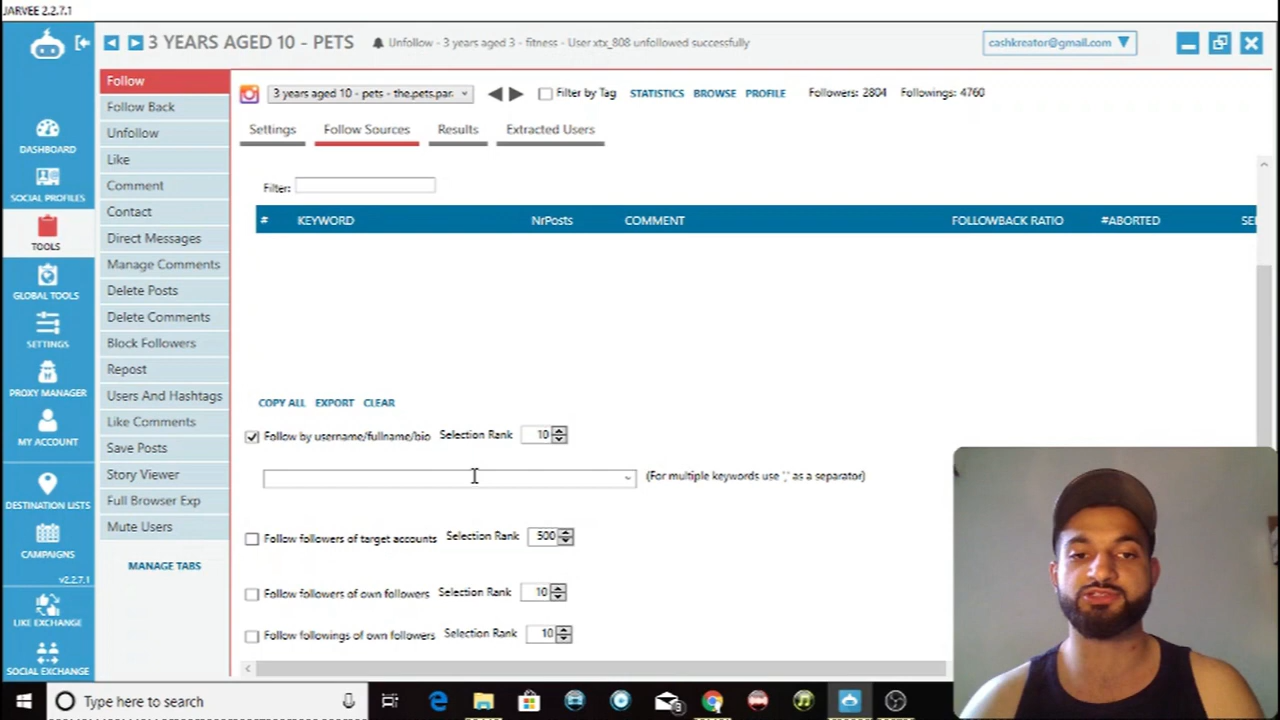 JARVEE 2.2.7.1
3 YEARS AGED 10 - PETS
Unfollow - 3 years aged 3 - fitness - User xtx_808 unfollowed successfully
cashkreator@gmail.com
DASHBOARD
SOCIAL PROFILES
TOOLS
GLOBAL TOOLS
SETTINGS
PROXY MANAGER
MY ACCOUNT
DESTINATION LISTS
CAMPAIGNS
v2.2.7.1
LIKE EXCHANGE
SOCIAL EXCHANGE
Follow
Follow Back
Unfollow
Like
Comment
Contact
Direct Messages
Manage Comments
Delete Posts
Delete Comments
Block Followers
Repost
Users And Hashtags
Like Comments
Save Posts
Story Viewer
Full Browser Exp
Mute Users
MANAGE TABS
3 years aged 10 - pets - the.pets.par
Filter by Tag STATISTICS BROWSE PROFILE Followers: 2804 Followings: 4760
Settings Follow Sources Results Extracted Users
Filter:
# KEYWORD NrPosts COMMENT FOLLOWBACK RATIO #ABORTED SEI
COPY ALL EXPORT CLEAR
Follow by username/fullname/bio Selection Rank 10
(For multiple keywords use ',' as a separator)
Follow followers of target accounts Selection Rank 500
Follow followers of own followers Selection Rank 10
Follow followings of own followers Selection Rank 10
Type here to search
3